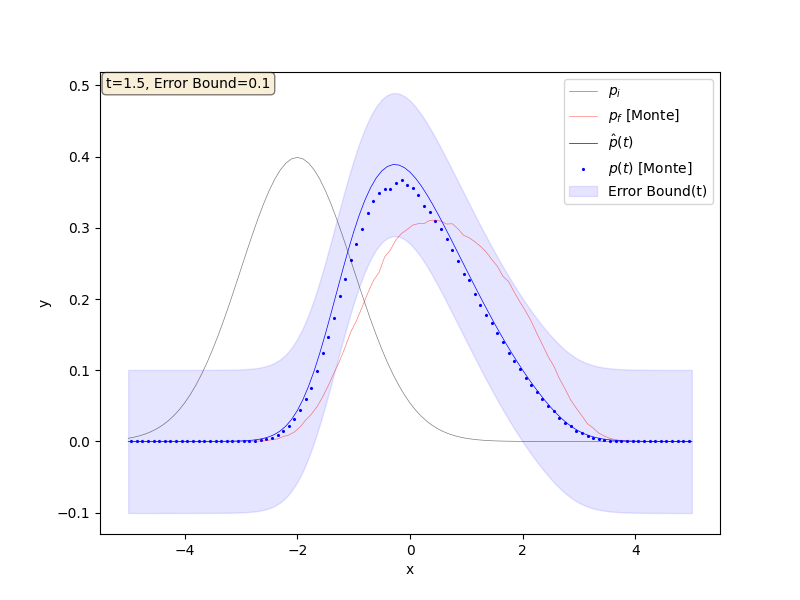 t=1.5, Error Bound=0.1
p_i
p_f [Monte]
p̂(t)
p(t) [Monte]
Error Bound(t)
0.5
0.4
0.3
0.2
0.1
0.0
−0.1
y
−4 −2 0 2 4
x